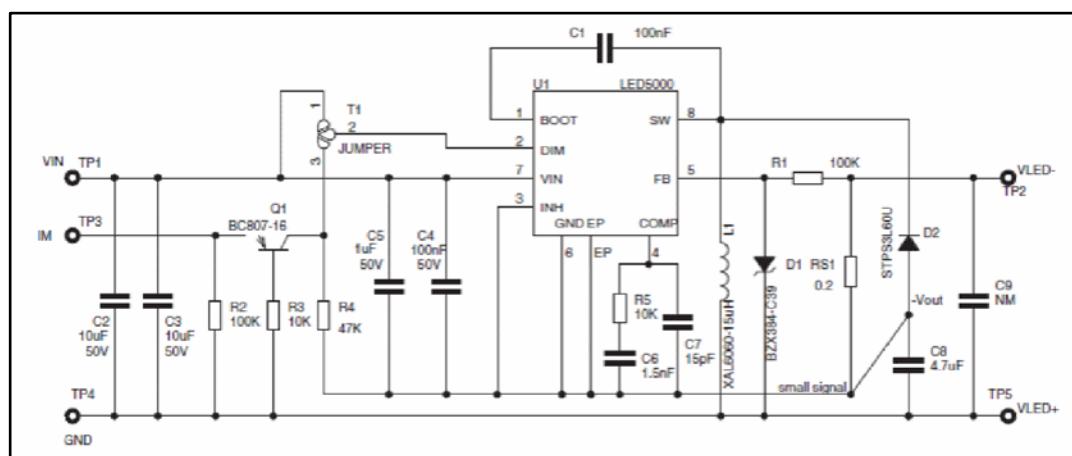 C1
100nF
U1
LED5000
1
T1
1
BOOT
SW
8
2
JUMPER
2
DIM
3
VIN
TP1
7
VIN
FB
5
R1
100K
VLED-
TP2
Q1
BC807-16
3
INH
IM
TP3
GND EP
COMP
6
EP
4
L1
XAL6060-15uH
D1
BZX384-C39
RS1
0.2
STPS3L60U
D2
-Vout
C9
NM
C5
1uF
50V
C4
100nF
50V
C2
10uF
50V
C3
10uF
50V
R2
100K
R3
10K
R4
47K
R5
10K
C6
1.5nF
C7
15pF
C8
4.7uF
small signal
TP4
GND
TP5
VLED+